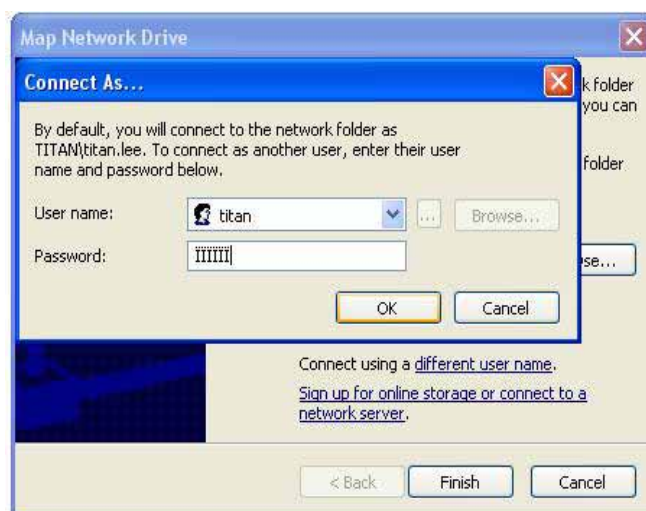 Map Network Drive
Connect As...
k folder
you can
By default, you will connect to the network folder as
TITAN\titan.lee. To connect as another user, enter their user
name and password below.
folder
User name:
titan
...
Browse...
Password:
ÏÏÏÏÏÏ
se...
OK
Cancel
Connect using a different user name.
Sign up for online storage or connect to a
network server.
< Back
Finish
Cancel